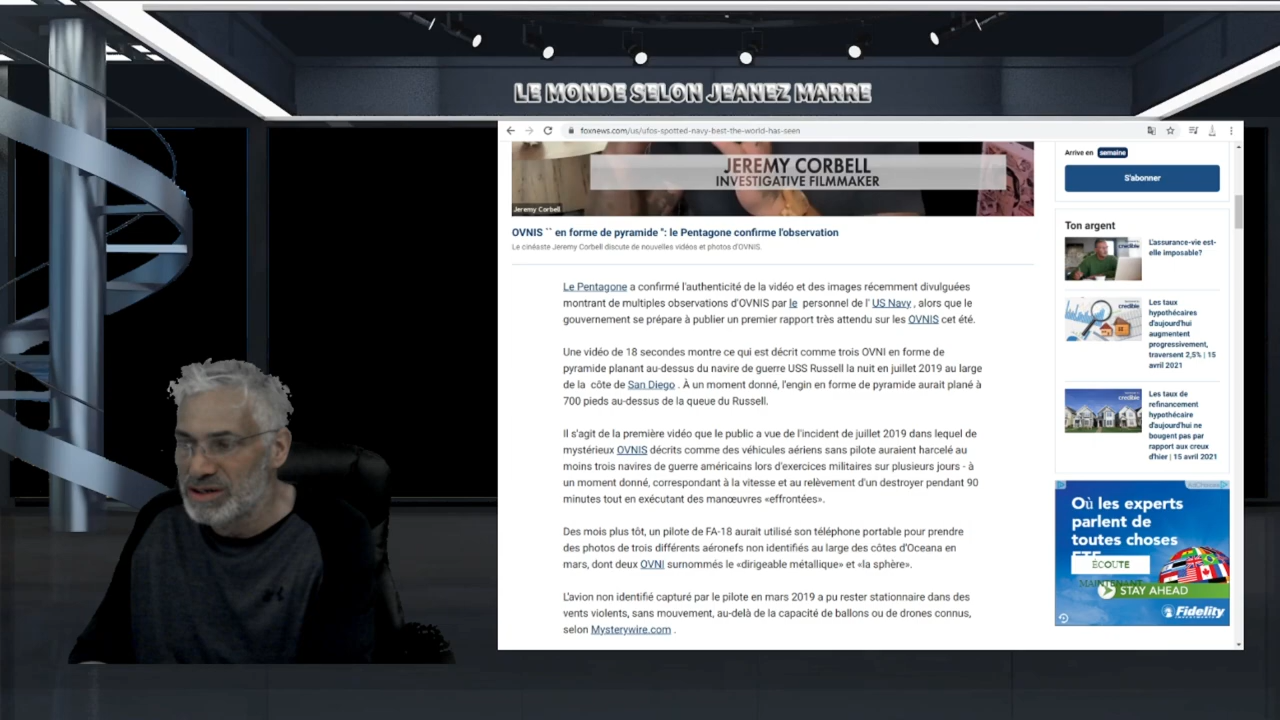 LE MONDE SELON JEANEZ MARRE
foxnews.com/us/ufos-spotted-navy-best-the-world-has-seen
JEREMY CORBELL
INVESTIGATIVE FILMMAKER
Jeremy Corbell
OVNIS `` en forme de pyramide '': le Pentagone confirme l'observation
Le cinéaste Jeremy Corbell discute de nouvelles vidéos et photos d'OVNIS.
Le Pentagone a confirmé l'authenticité de la vidéo et des images récemment divulguées
montrant de multiples observations d'OVNIS par le personnel de l' US Navy , alors que le
gouvernement se prépare à publier un premier rapport très attendu sur les OVNIS cet été.
Une vidéo de 18 secondes montre ce qui est décrit comme trois OVNI en forme de
pyramide planant au-dessus du navire de guerre USS Russell la nuit en juillet 2019 au large
de la côte de San Diego . À un moment donné, l'engin en forme de pyramide aurait plané à
700 pieds au-dessus de la queue du Russell.
Il s'agit de la première vidéo que le public a vue de l'incident de juillet 2019 dans lequel de
mystérieux OVNIS décrits comme des véhicules aériens sans pilote auraient harcelé au
moins trois navires de guerre américains lors d'exercices militaires sur plusieurs jours - à
un moment donné, correspondant à la vitesse et au relèvement d'un destroyer pendant 90
minutes tout en exécutant des manœuvres «effrontées».
Des mois plus tôt, un pilote de FA-18 aurait utilisé son téléphone portable pour prendre
des photos de trois différents aéronefs non identifiés au large des côtes d'Oceana en
mars, dont deux OVNI surnommés le «dirigeable métallique» et «la sphère».
L'avion non identifié capturé par le pilote en mars 2019 a pu rester stationnaire dans des
vents violents, sans mouvement, au-delà de la capacité de ballons ou de drones connus,
selon Mysterywire.com .
Arrive en semaine
S'abonner
Ton argent
credible
L'assurance-vie est-
elle imposable?
credible
Les taux
hypothécaires
d'aujourd'hui
augmentent
progressivement,
traversent 2,5% | 15
avril 2021
credible
Les taux de
refinancement
hypothécaire
d'aujourd'hui ne
bougent pas par
rapport aux creux
d'hier | 15 avril 2021
Où les experts
parlent de
toutes choses
ETF
ÉCOUTE
MAINTENANT
STAY AHEAD
Fidelity
INVESTMENTS